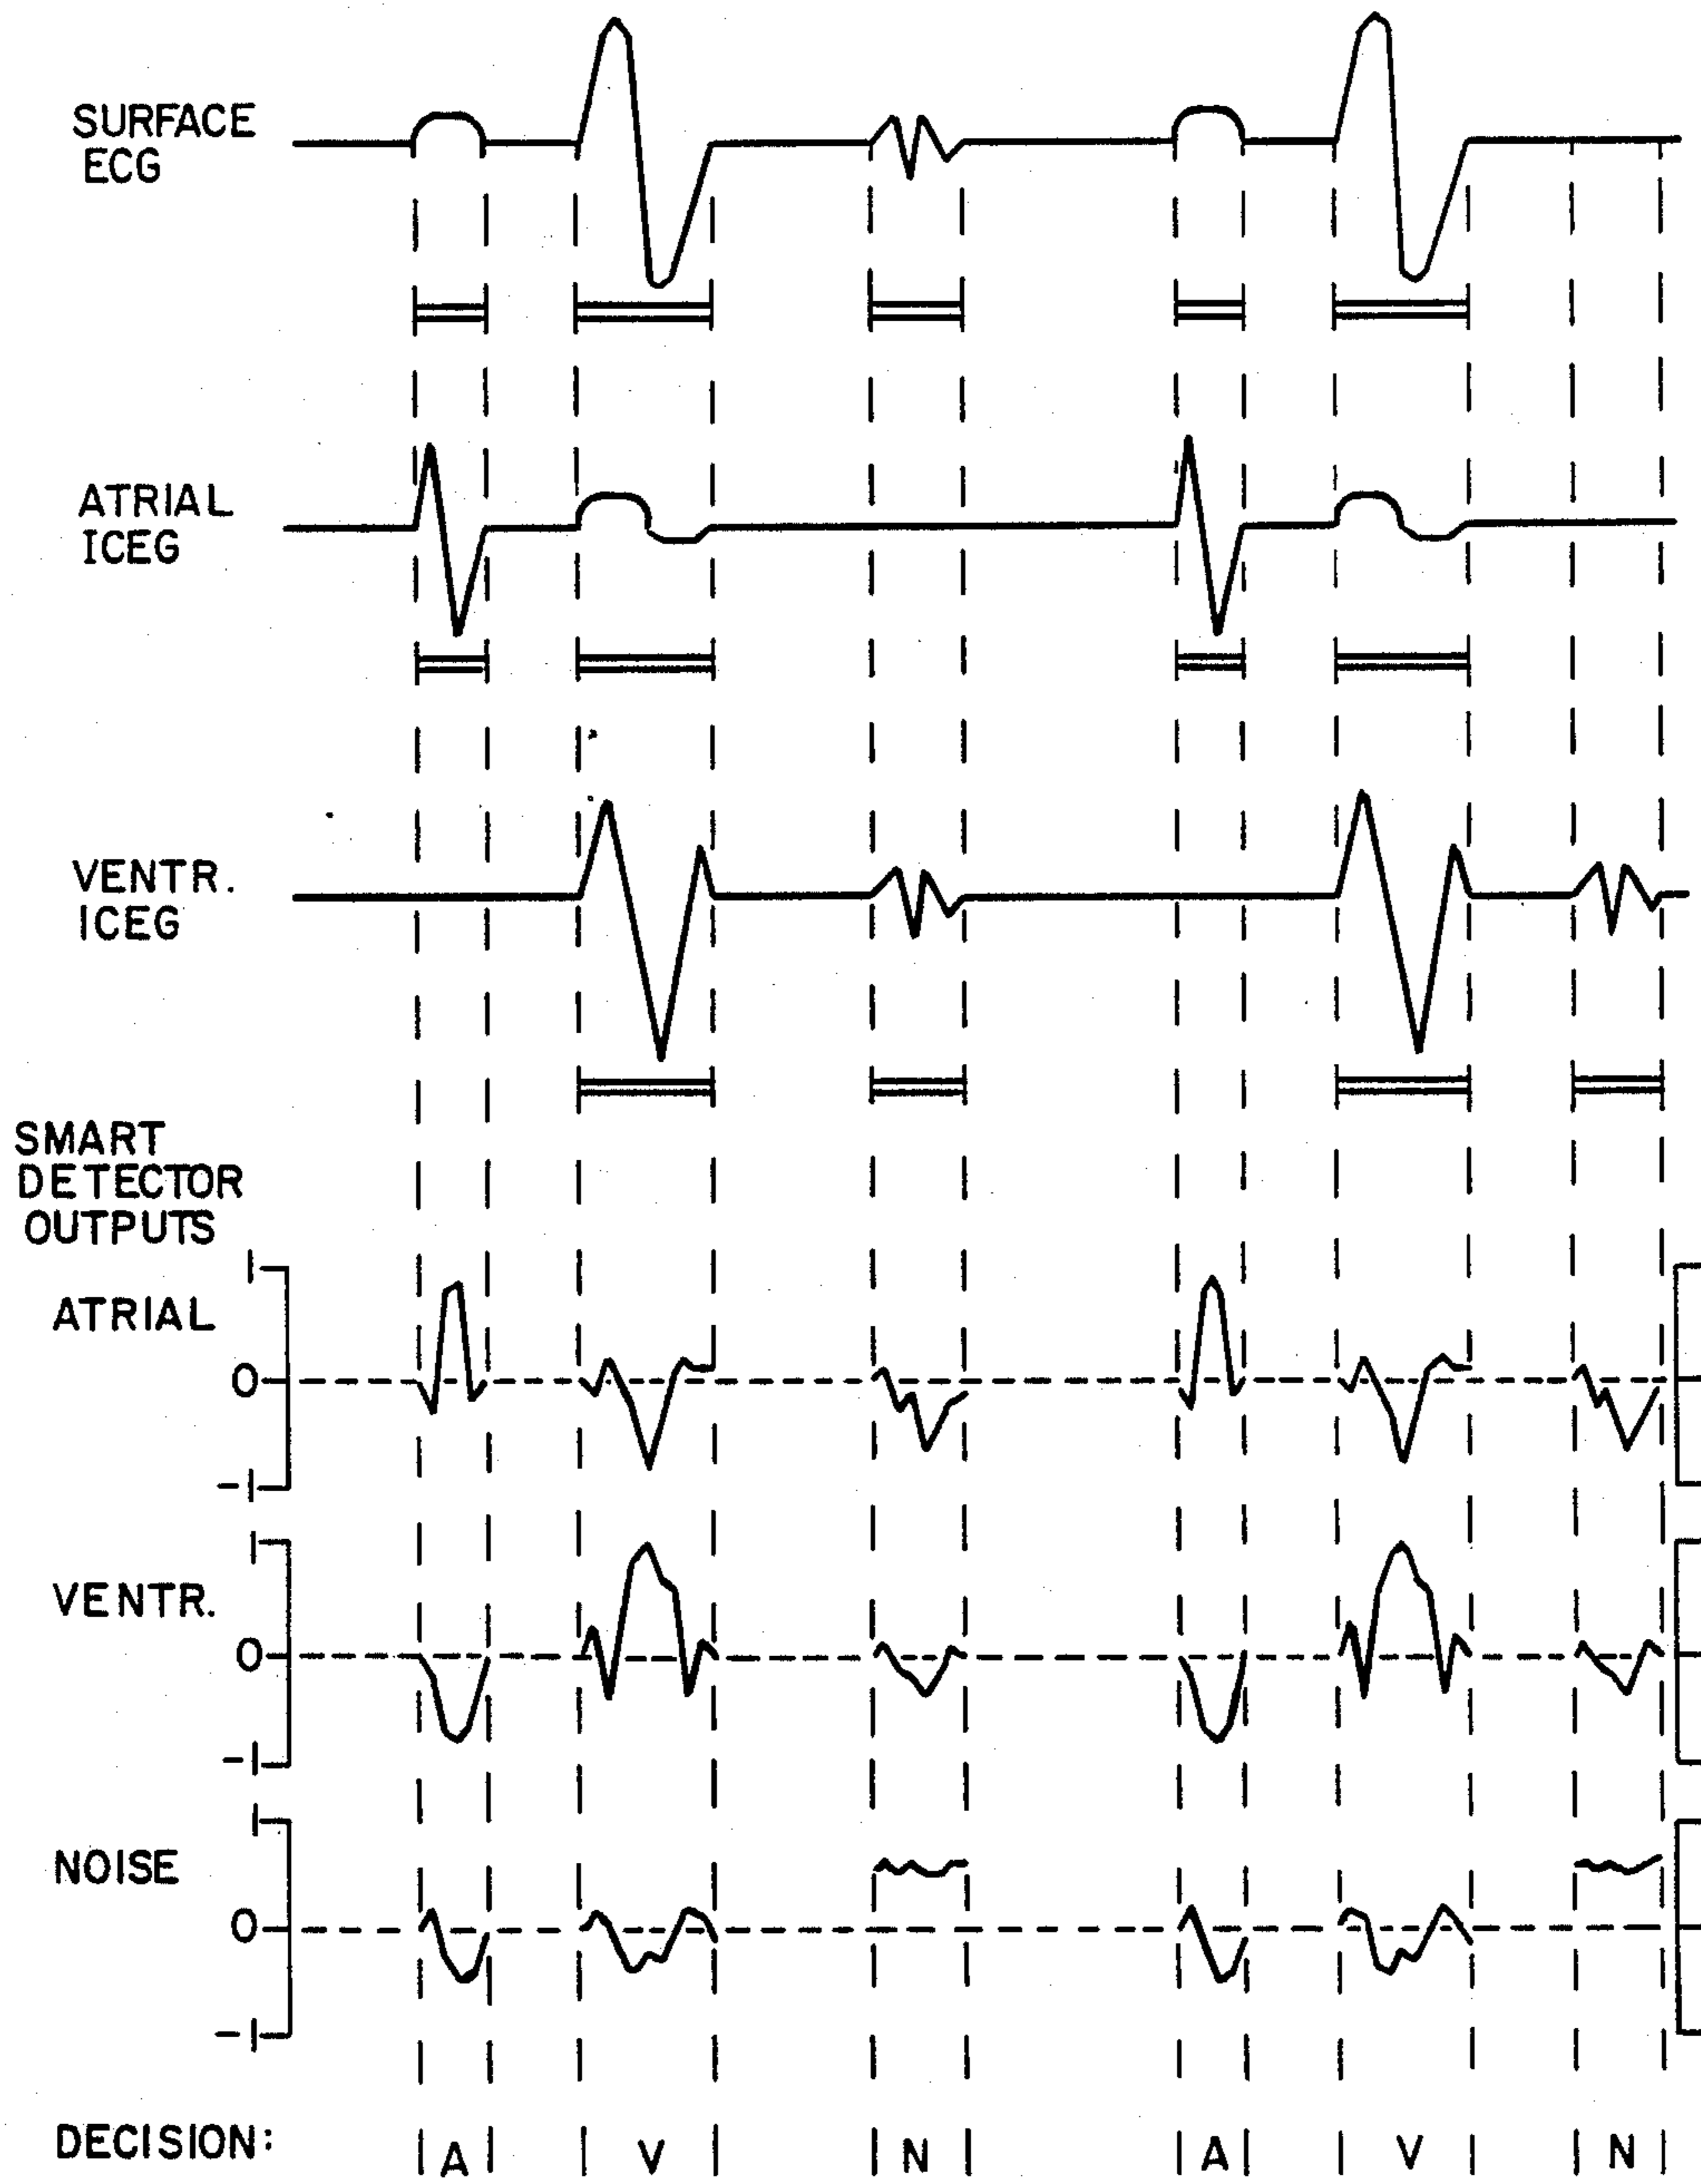 SURFACE
ECG
ATRIAL
ICEG
VENTR.
ICEG
SMART
DETECTOR
OUTPUTS
1
ATRIAL
0
-1
1
VENTR.
0
-1
1
NOISE
0
-1
DECISION: A V N A V N